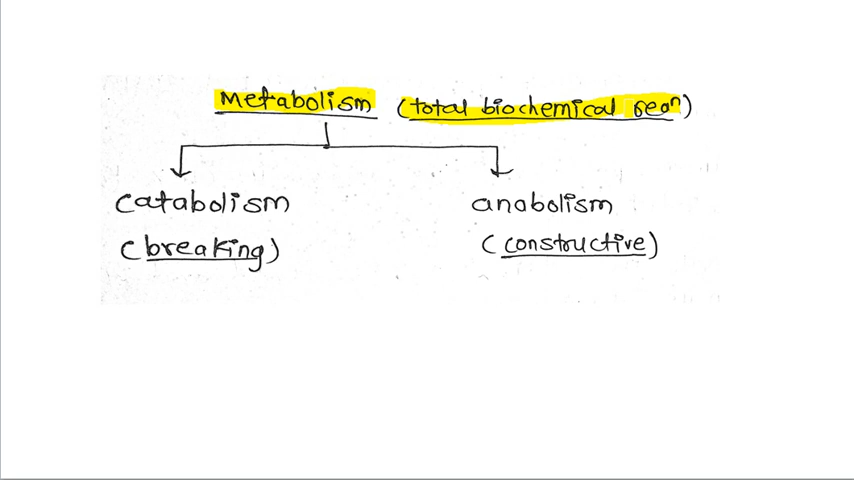 Metabolism (total biochemical reaⁿ)
catabolism anabolism
(breaking) (constructive)